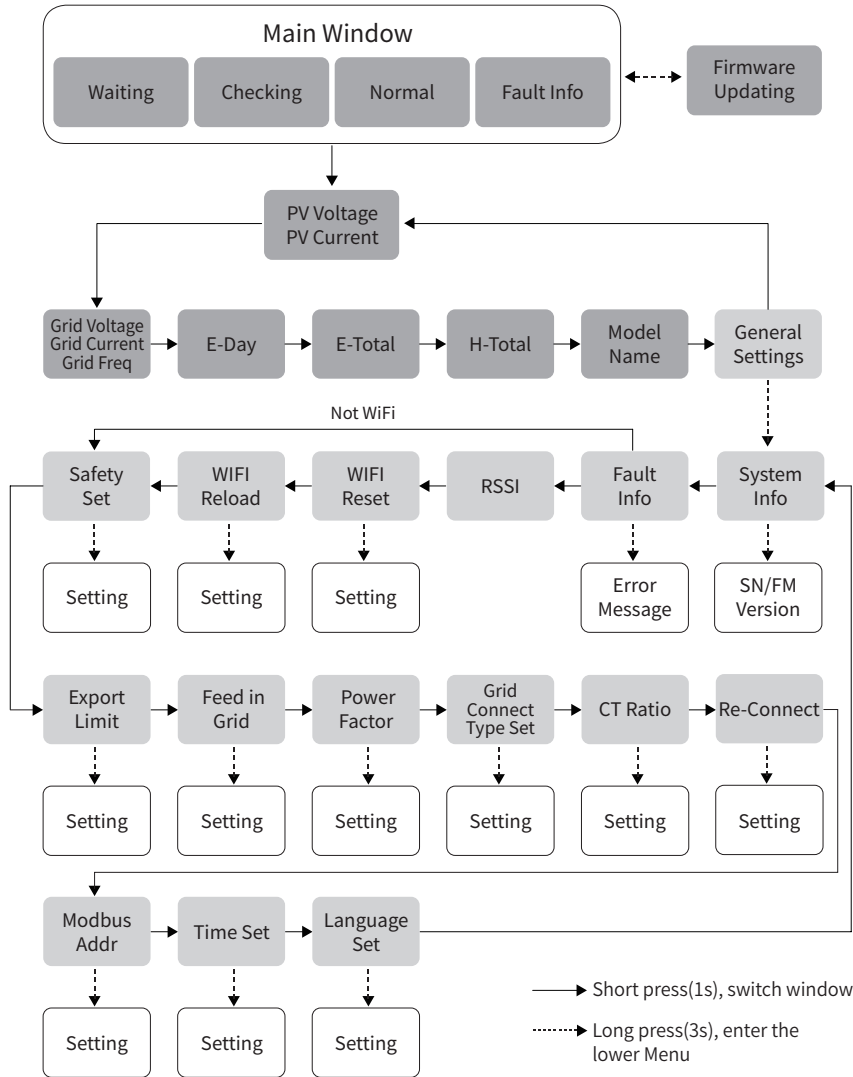 Main Window
Waiting
Checking
Normal
Fault Info
Firmware
Updating
PV Voltage
PV Current
Grid Voltage
Grid Current
Grid Freq
E-Day
E-Total
H-Total
Model
Name
General
Settings
Not WiFi
Safety
Set
WIFI
Reload
WIFI
Reset
RSSI
Fault
Info
System
Info
Setting
Setting
Setting
Error
Message
SN/FM
Version
Export
Limit
Feed in
Grid
Power
Factor
Grid
Connect
Type Set
CT Ratio
Re-Connect
Setting
Setting
Setting
Setting
Setting
Setting
Modbus
Addr
Time Set
Language
Set
Setting
Setting
Setting
Short press(1s), switch window
Long press(3s), enter the
lower Menu